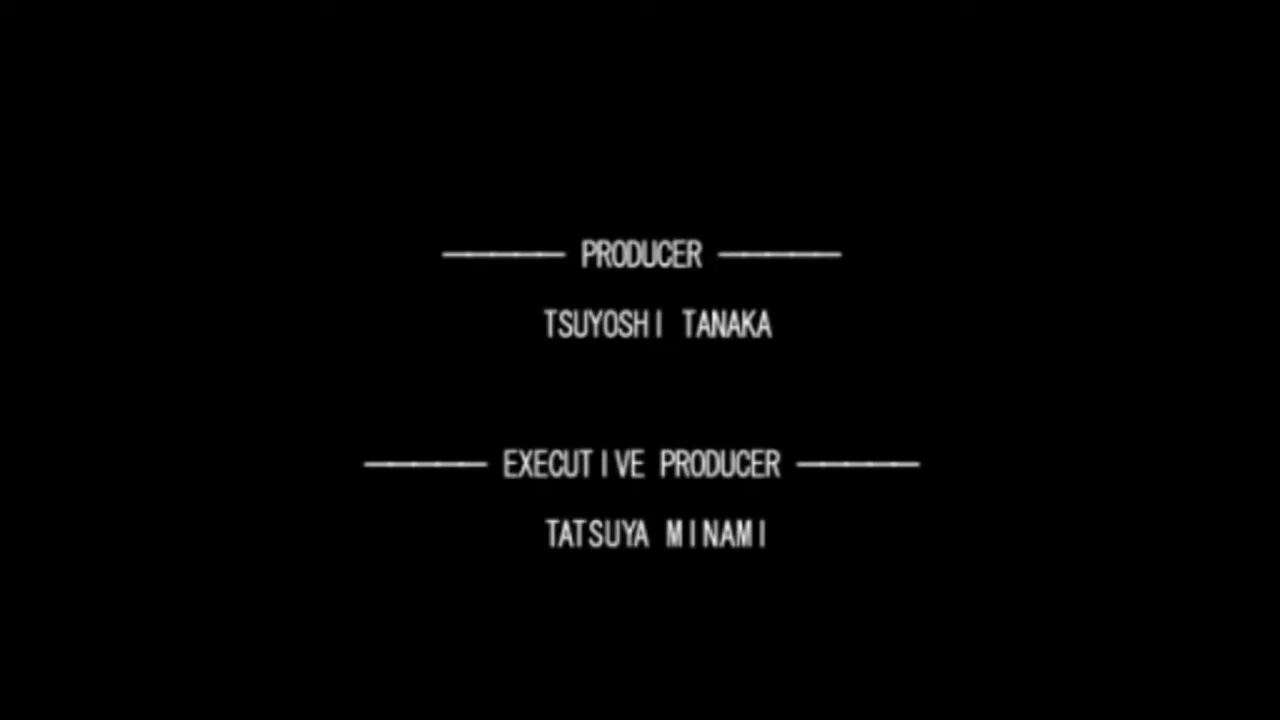 PRODUCER
TSUYOSHI TANAKA
EXECUTIVE PRODUCER
TATSUYA MINAMI